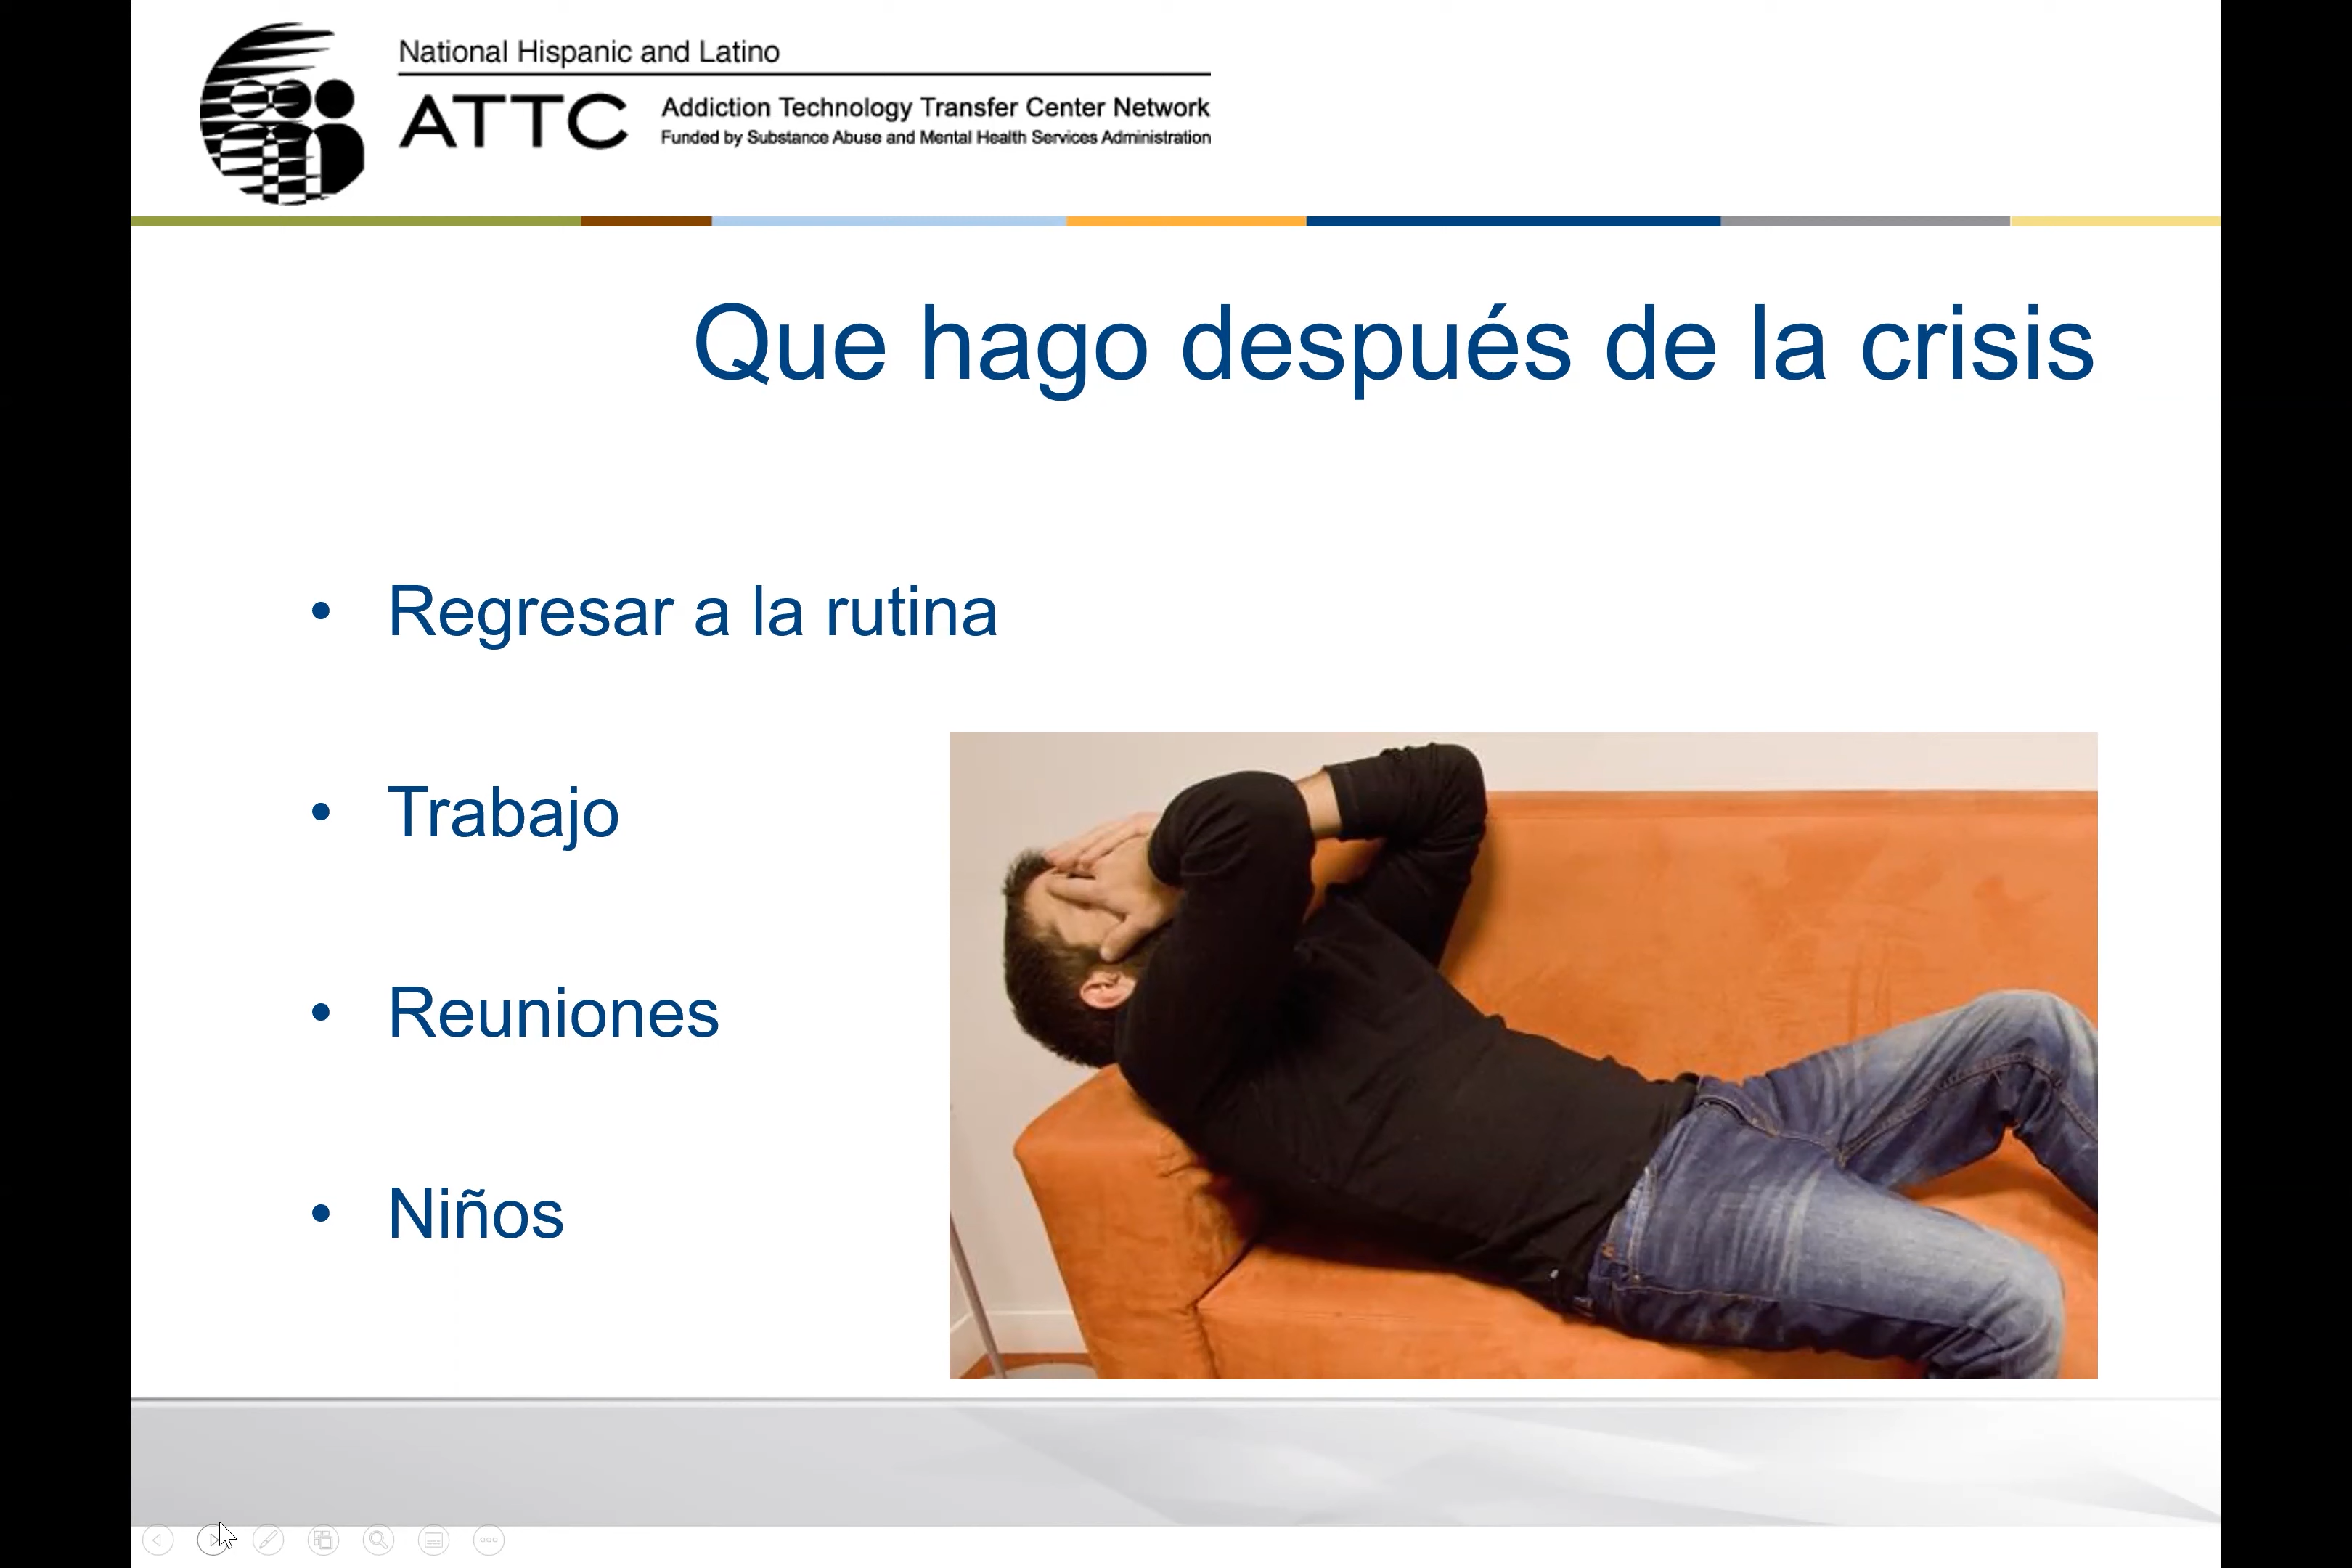 National Hispanic and Latino
ATTC
Addiction Technology Transfer Center Network
Funded by Substance Abuse and Mental Health Services Administration
Que hago después de la crisis
• Regresar a la rutina
• Trabajo
• Reuniones
• Niños